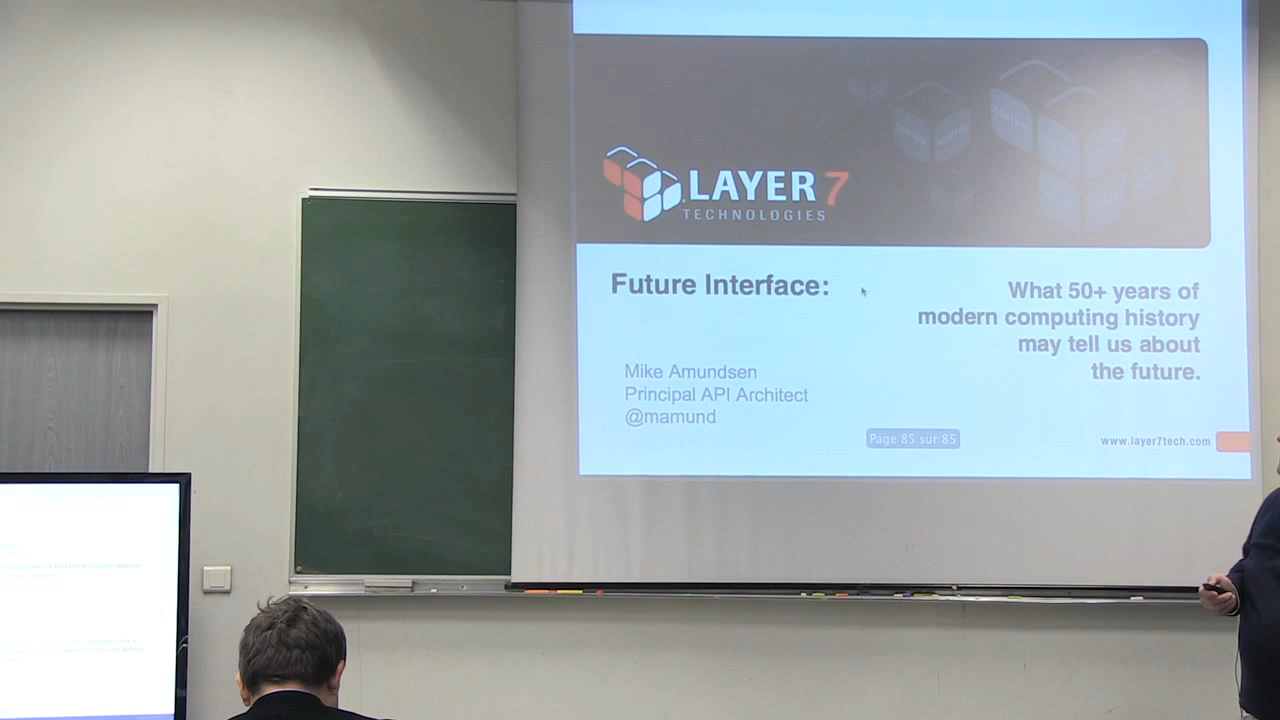 LAYER 7
TECHNOLOGIES
Future Interface:
What 50+ years of
modern computing history
may tell us about
the future.
Mike Amundsen
Principal API Architect
@mamund
Page 85 sur 85
www.layer7tech.com